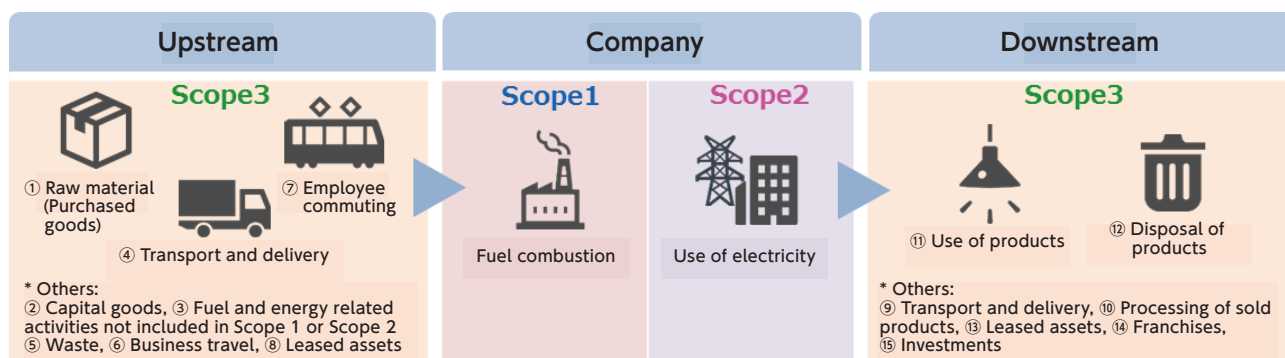 Upstream
Company
Downstream
Scope3
① Raw material
(Purchased
goods)
⑦ Employee
commuting
④ Transport and delivery
* Others:
② Capital goods, ③ Fuel and energy related
activities not included in Scope 1 or Scope 2
⑤ Waste, ⑥ Business travel, ⑧ Leased assets
Scope1
Fuel combustion
Scope2
Use of electricity
Scope3
⑪ Use of products
⑫ Disposal of
products
* Others:
⑨ Transport and delivery, ⑩ Processing of sold
products, ⑬ Leased assets, ⑭ Franchises,
⑮ Investments